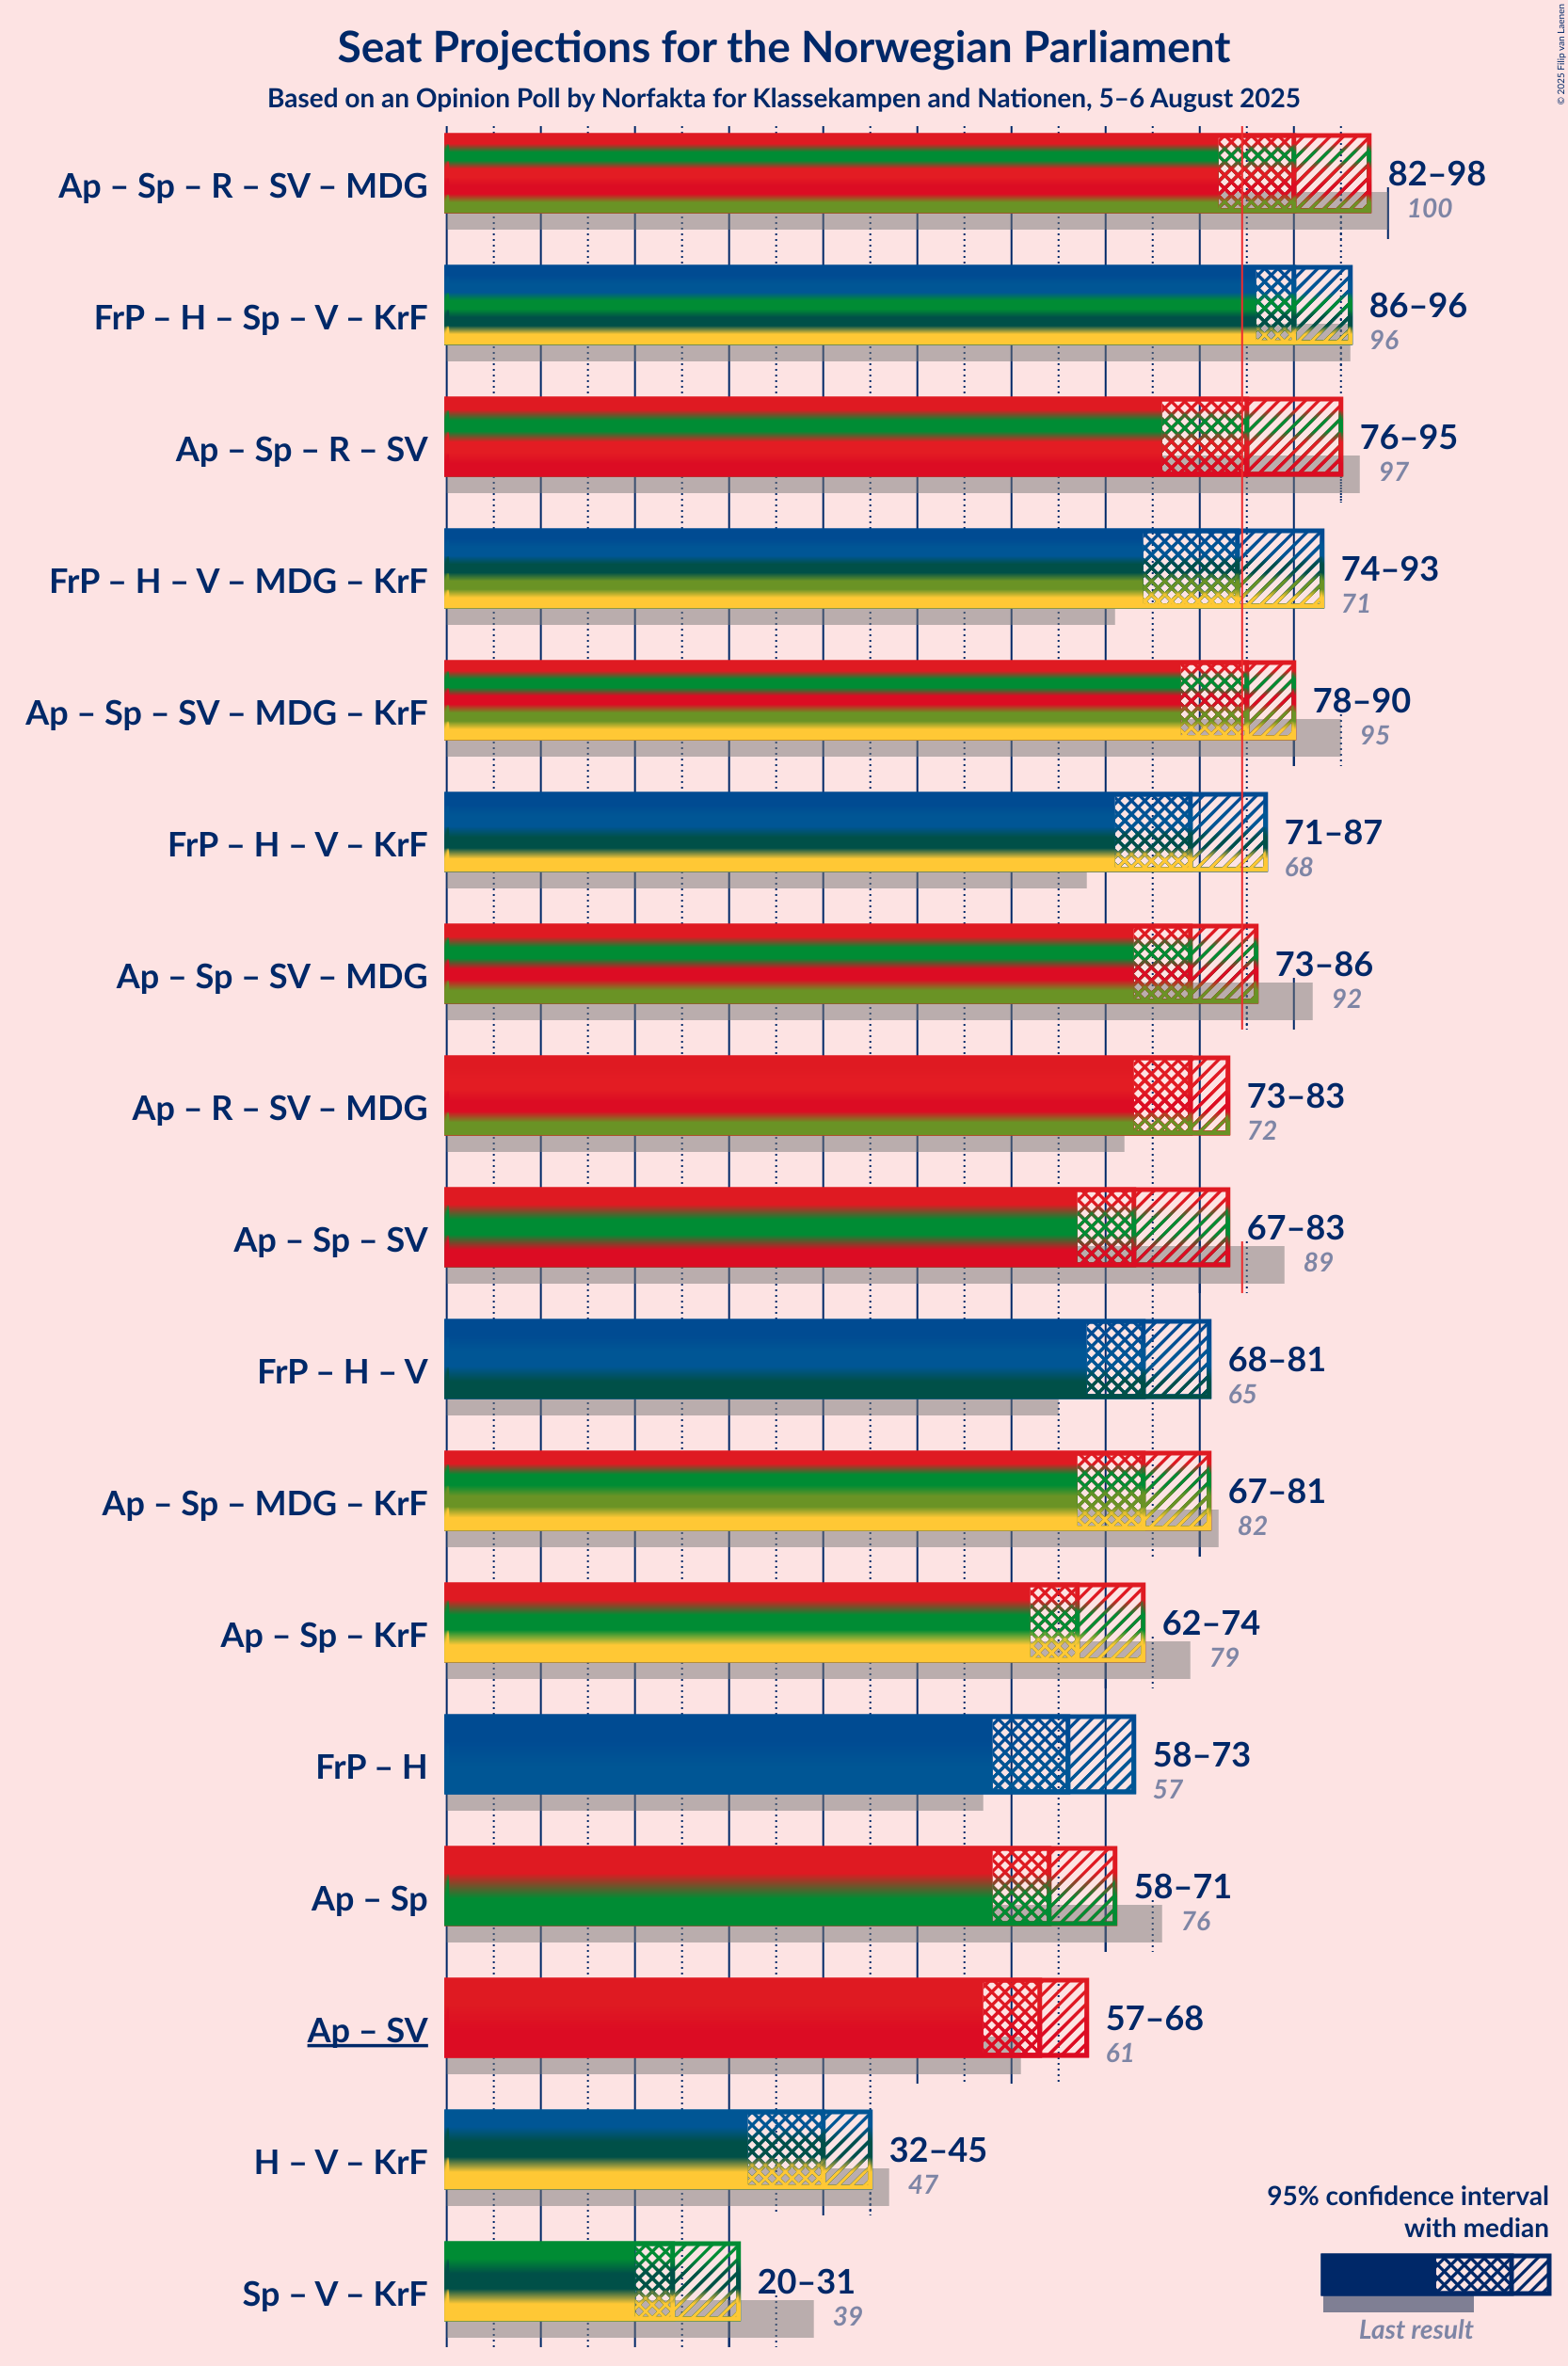 Seat Projections for the Norwegian Parliament
Based on an Opinion Poll by Norfakta for Klassekampen and Nationen, 5–6 August 2025
© 2025 Filip van Laenen
Ap – Sp – R – SV – MDG
82–98
100
FrP – H – Sp – V – KrF
86–96
96
Ap – Sp – R – SV
76–95
97
FrP – H – V – MDG – KrF
74–93
71
Ap – Sp – SV – MDG – KrF
78–90
95
FrP – H – V – KrF
71–87
68
Ap – Sp – SV – MDG
73–86
92
Ap – R – SV – MDG
73–83
72
Ap – Sp – SV
67–83
89
FrP – H – V
68–81
65
Ap – Sp – MDG – KrF
67–81
82
Ap – Sp – KrF
62–74
79
FrP – H
58–73
57
Ap – Sp
58–71
76
Ap – SV
57–68
61
H – V – KrF
32–45
47
Sp – V – KrF
20–31
39
95% confidence interval
with median
Last result